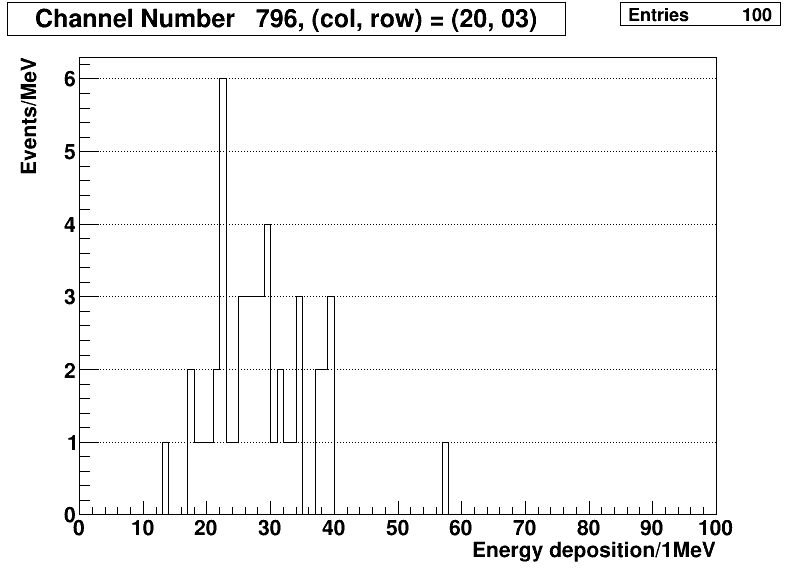 Channel Number 796, (col, row) = (20, 03)
Entries 100
Events/MeV
6
5
4
3
2
1
0
0 10 20 30 40 50 60 70 80 90 100
Energy deposition/1MeV